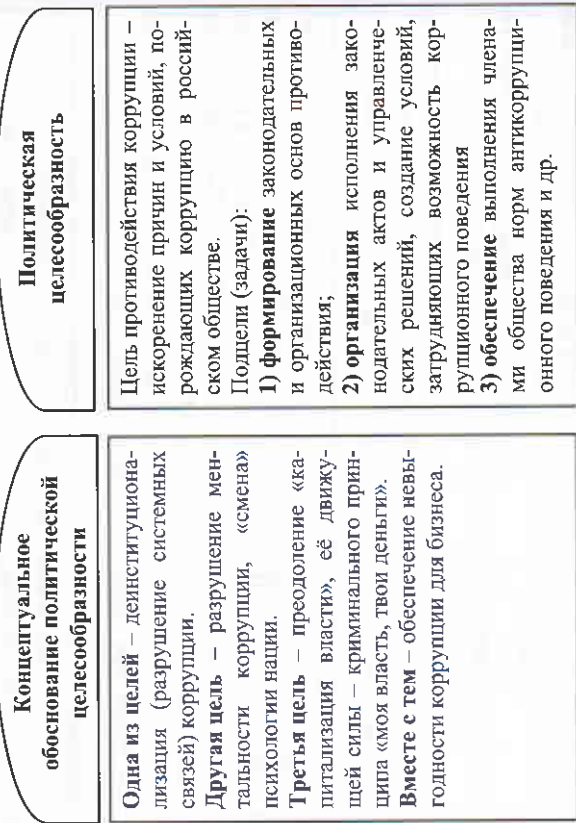 Концептуальное
обоснование политической
целесообразности
Одна из целей – деинституциона-
лизация (разрушение системных
связей) коррупции.
Другая цель – разрушение мен-
тальности коррупции, «смена»
психологии нации.
Третья цель – преодоление «ка-
питализация власти», её движу-
щей силы – криминального прин-
ципа «моя власть, твои деньги».
Вместе с тем – обеспечение невы-
годности коррупции для бизнеса.
Политическая
целесообразность
Цель противодействия коррупции –
искоренение причин и условий, по-
рождающих коррупцию в россий-
ском обществе.
Подцели (задачи):
1) формирование законодательных
и организационных основ противо-
действия;
2) организация исполнения зако-
нодательных актов и управленче-
ских решений, создание условий,
затрудняющих возможность кор-
рупционного поведения
3) обеспечение выполнения члена-
ми общества норм антикоррупци-
онного поведения и др.